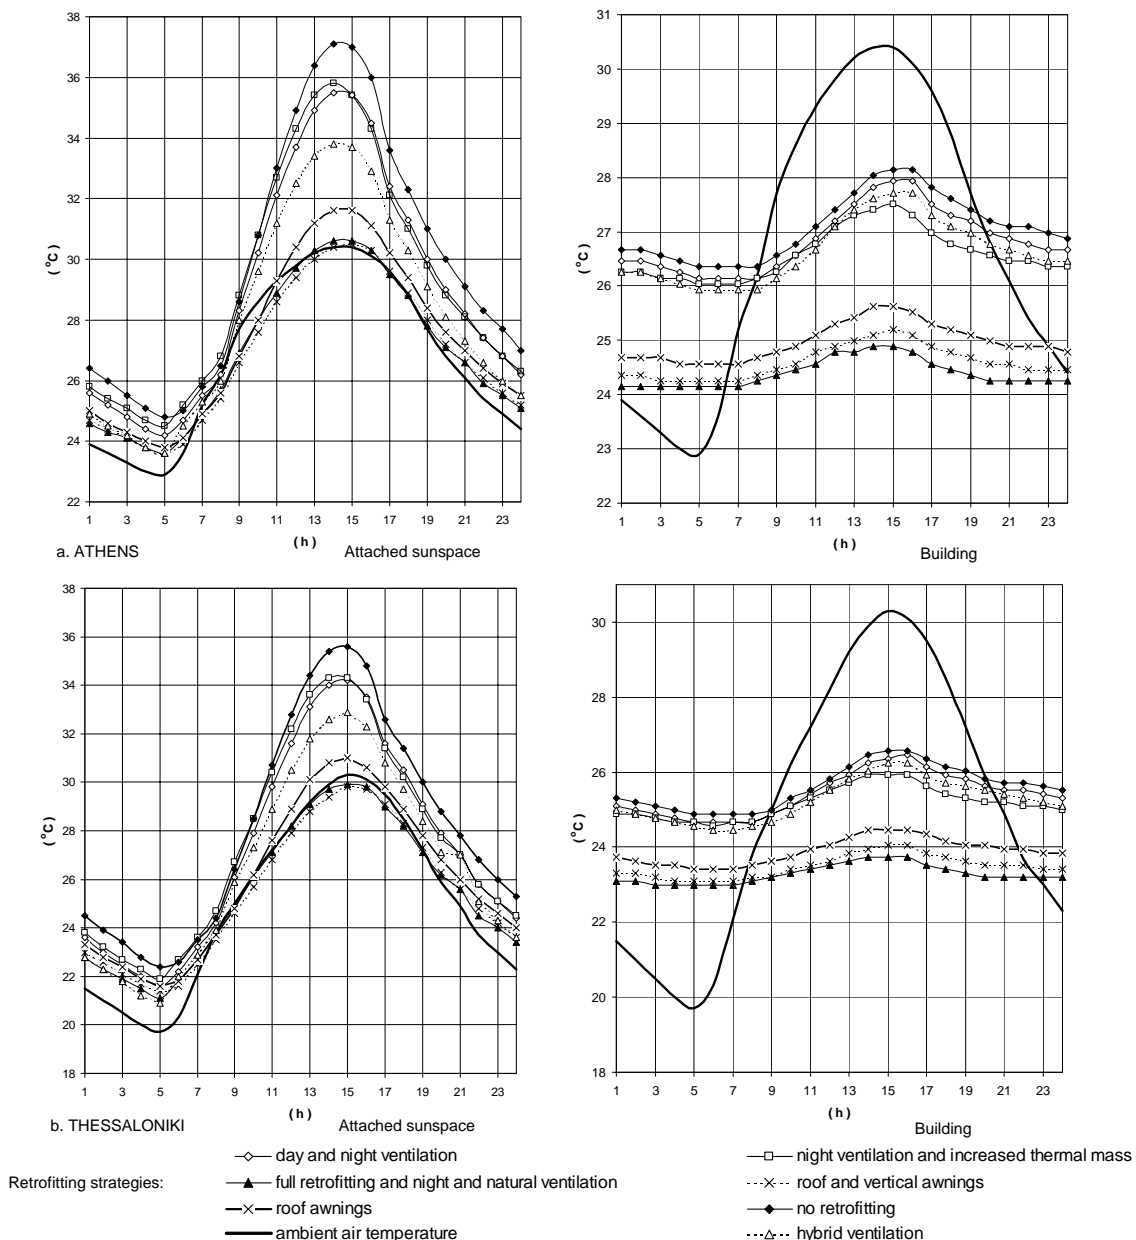 38
36
34
32
30
28
26
24
22
(°C)
1 3 5 7 9 11 13 15 17 19 21 23
(h)
a. ATHENS
Attached sunspace
31
30
29
28
27
26
25
24
23
22
(°C)
1 3 5 7 9 11 13 15 17 19 21 23
(h)
Building
38
36
34
32
30
28
26
24
22
20
18
(°C)
1 3 5 7 9 11 13 15 17 19 21 23
(h)
b. THESSALONIKI
Attached sunspace
30
28
26
24
22
20
18
(°C)
1 3 5 7 9 11 13 15 17 19 21 23
(h)
Building
Retrofitting strategies:
day and night ventilation
night ventilation and increased thermal mass
full retrofitting and night and natural ventilation
roof and vertical awnings
roof awnings
no retrofitting
ambient air temperature
hybrid ventilation